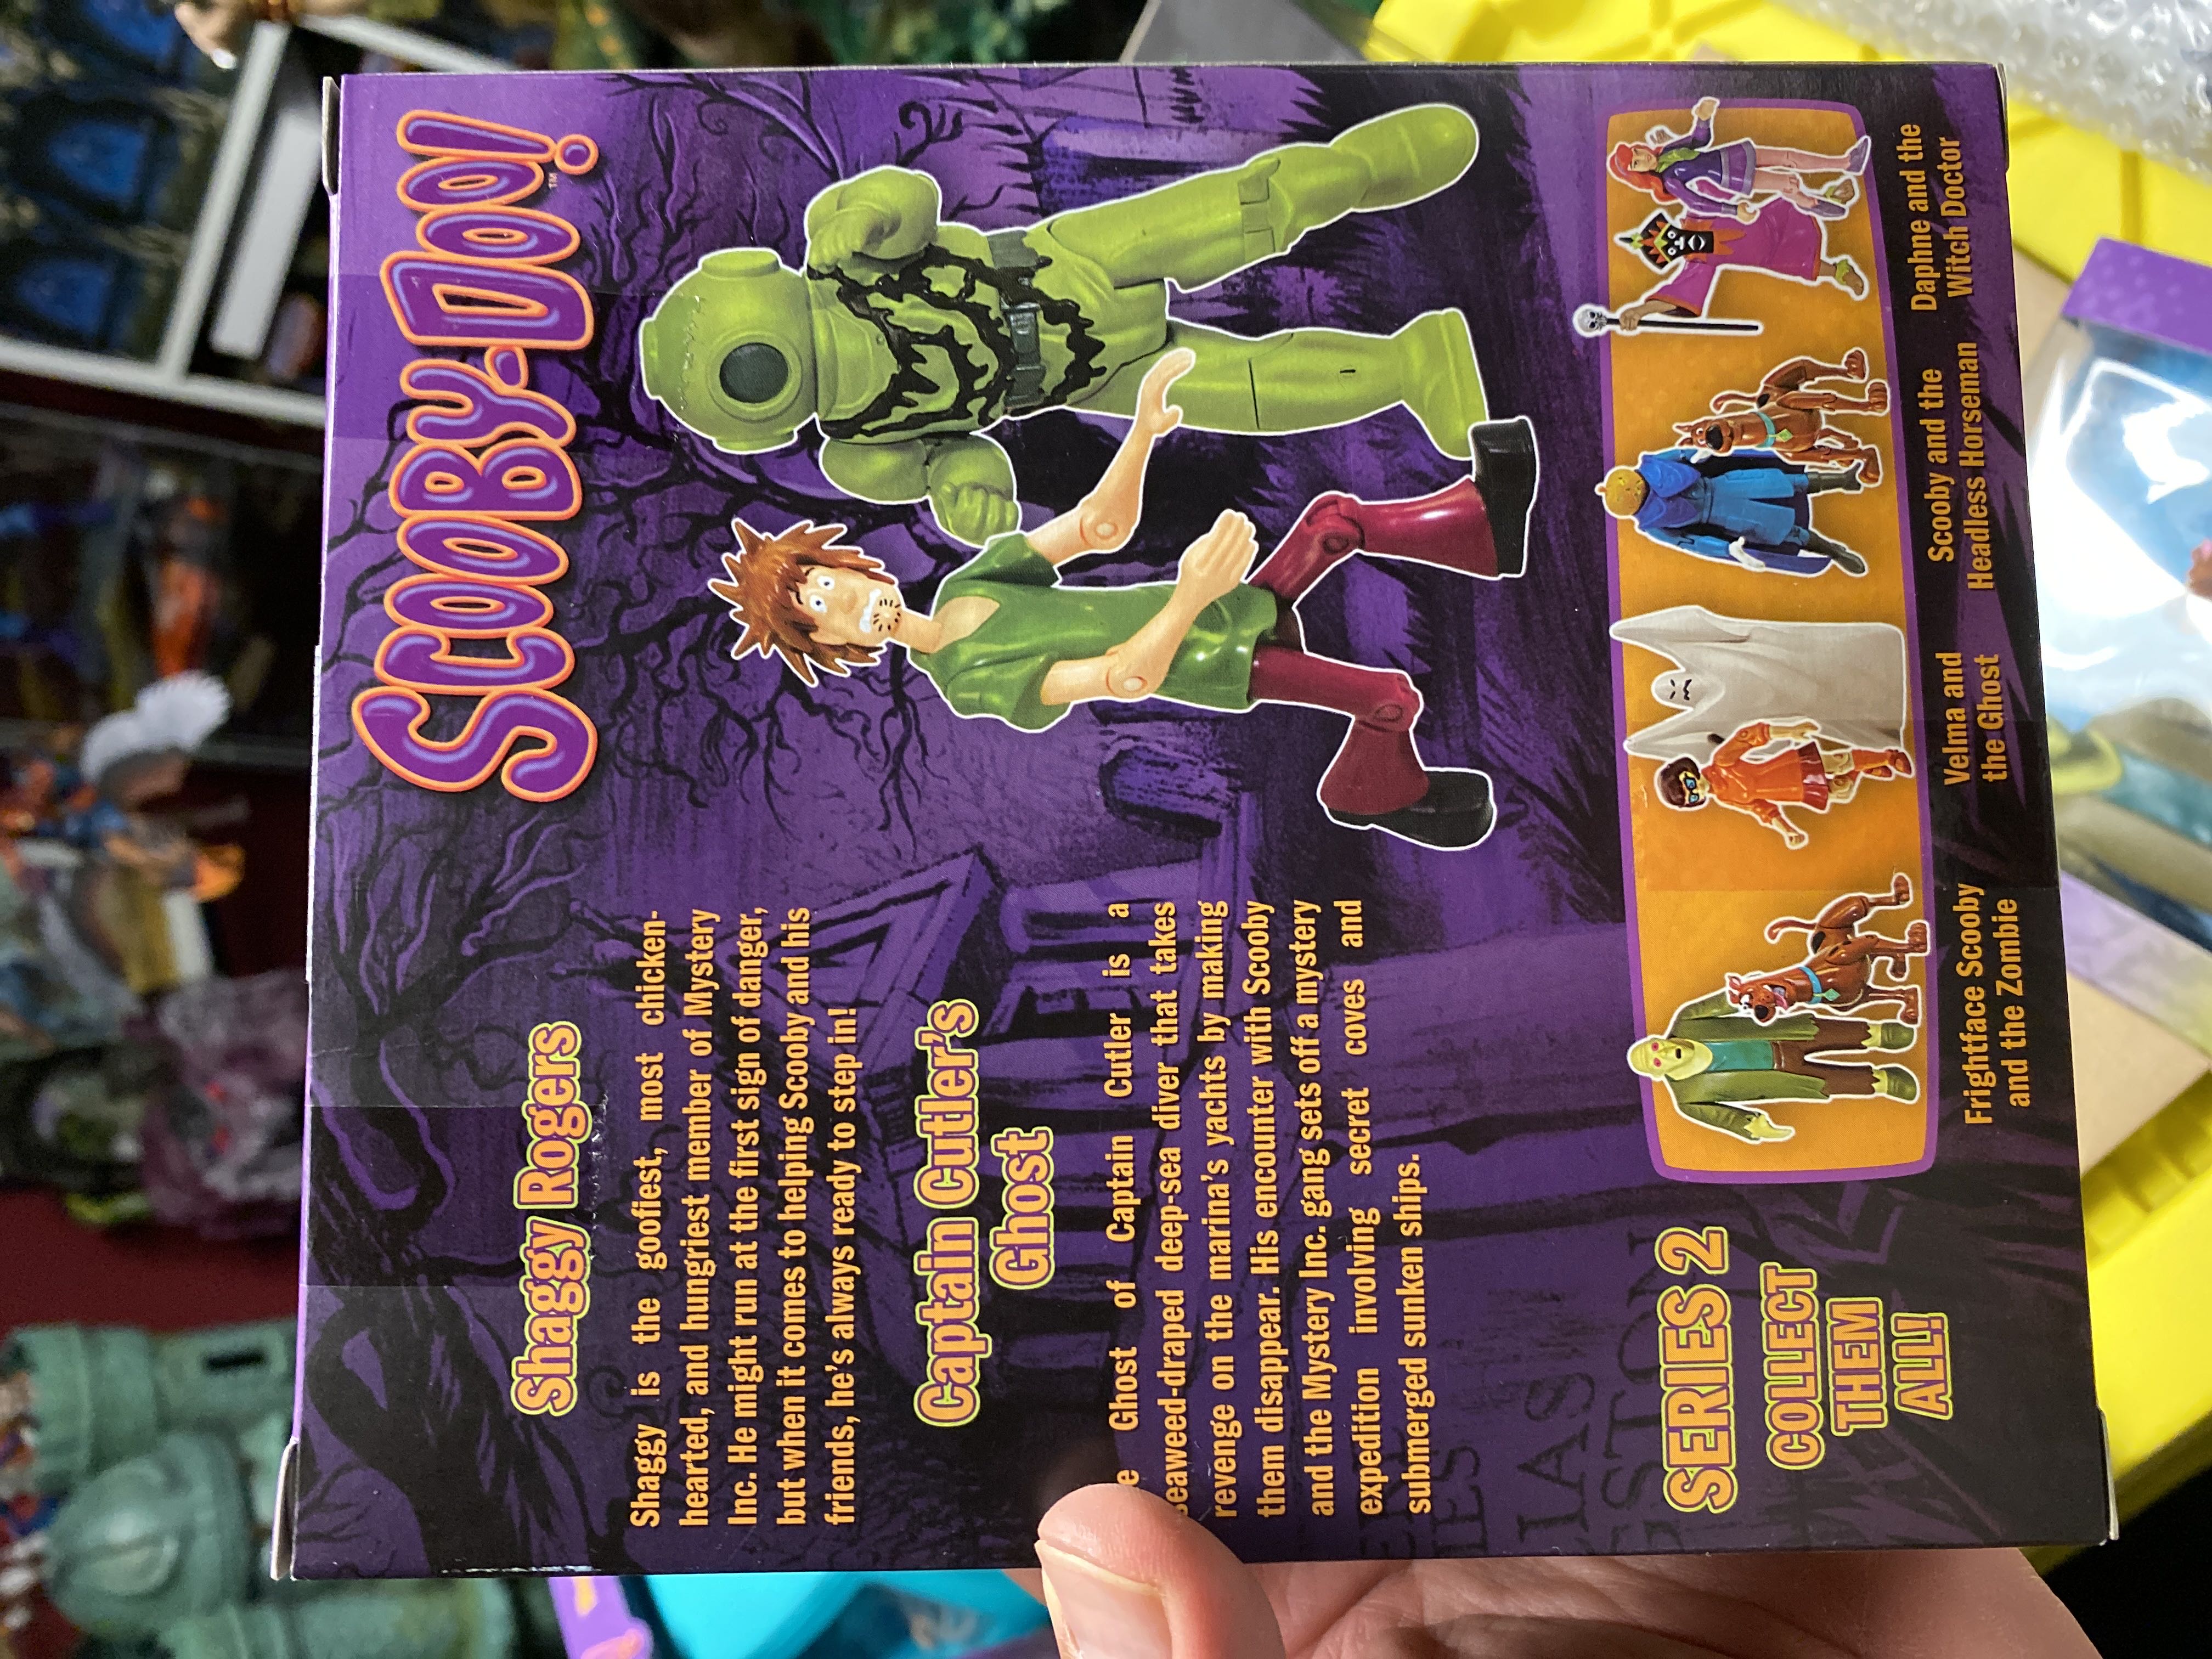 SCOOBY-DOO!
TM
Shaggy Rogers
Shaggy is the goofiest, most chicken-
hearted, and hungriest member of Mystery
Inc. He might run at the first sign of danger,
but when it comes to helping Scooby and his
friends, he's always ready to step in!
Captain Cutler's
Ghost
Ghost of Captain Cutler is a
seaweed-draped deep-sea diver that takes
revenge on the marina's yachts by making
them disappear. His encounter with Scooby
and the Mystery Inc. gang sets off a mystery
expedition involving secret coves and
submerged sunken ships.
SERIES 2
COLLECT
THEM
ALL!
Frightface Scooby
and the Zombie
Velma and
the Ghost
Scooby and the
Headless Horseman
Daphne and the
Witch Doctor